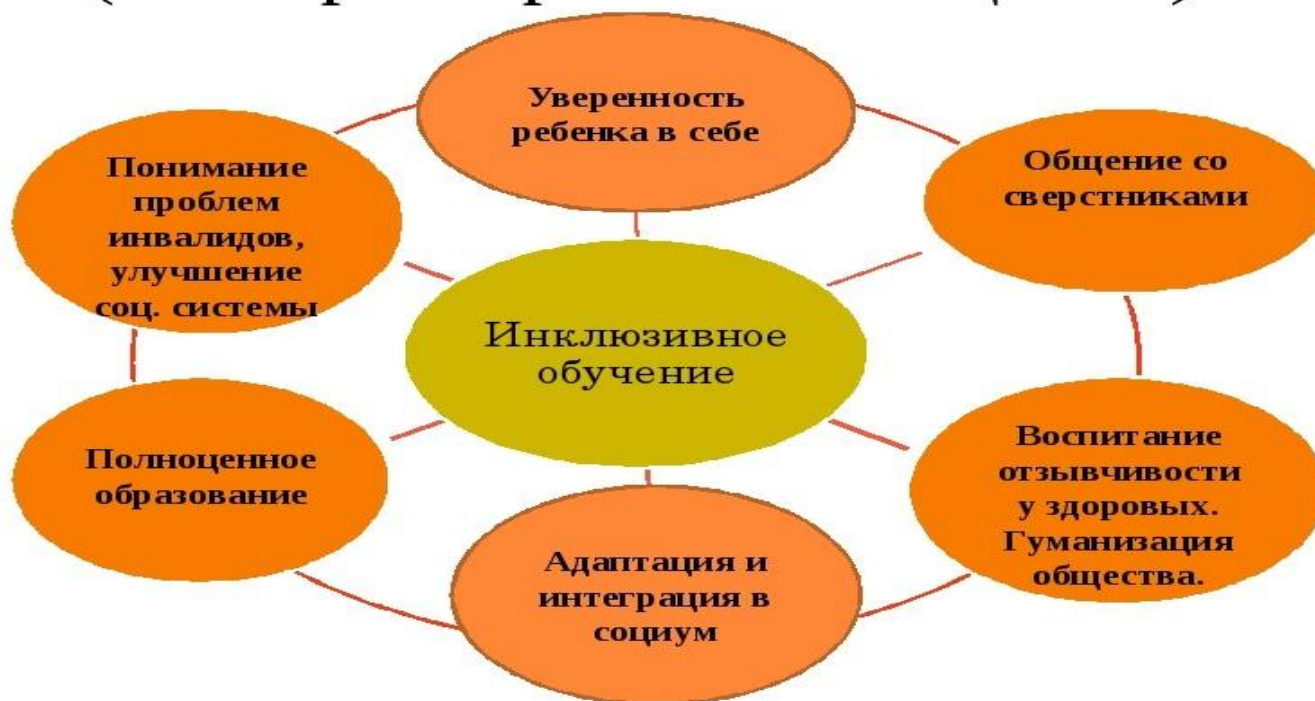 Уверенность
ребенка в себе
Общение со
сверстниками
Воспитание
отзывчивости
у здоровых.
Гуманизация
общества.
Адаптация и
интеграция в
социум
Полноценное
образование
Понимание
проблем
инвалидов,
улучшение
соц. системы
Инклюзивное
обучение